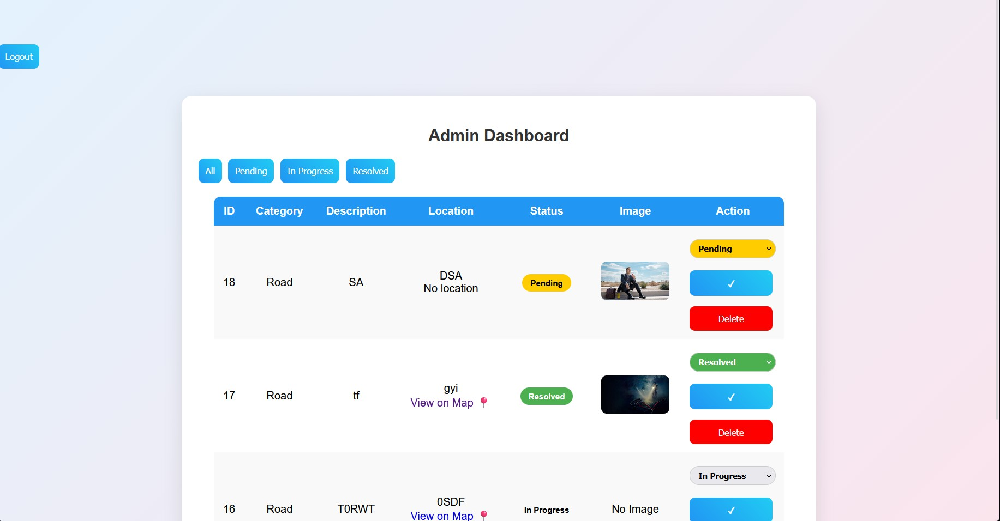 Logout
Admin Dashboard
All Pending In Progress Resolved
ID Category Description Location Status Image Action
Pending
18 Road SA DSA Pending
No location
✓
Delete
Resolved
17 Road tf gyi Resolved
View on Map 📍
✓
Delete
In Progress
16 Road T0RWT 0SDF In Progress No Image
View on Map 📍
✓